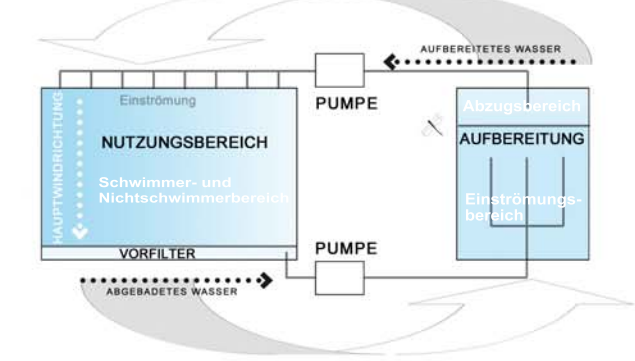 AUFBEREITETES WASSER
PUMPE
Einströmung
HAUPTWINDRICHTUNG
NUTZUNGSBEREICH
Schwimmer- und
Nichtschwimmerbereich
VORFILTER
Abzugsbereich
AUFBEREITUNG
Einströmungs-
bereich
PUMPE
ABGEBADETES WASSER